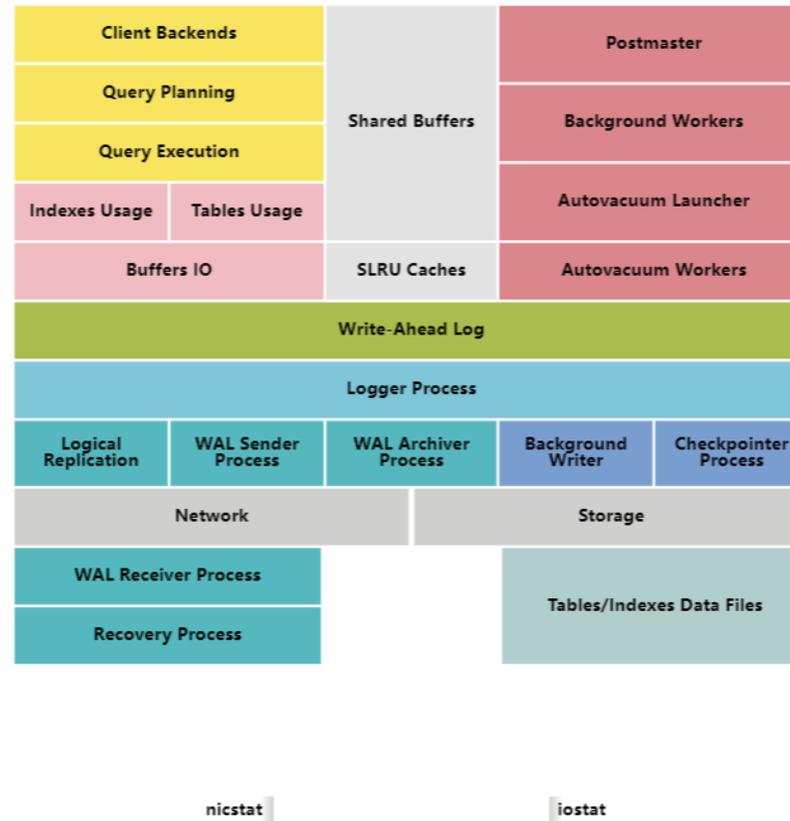 Client Backends
Query Planning
Query Execution
Indexes Usage
Tables Usage
Buffers IO
Shared Buffers
SLRU Caches
Postmaster
Background Workers
Autovacuum Launcher
Autovacuum Workers
Write-Ahead Log
Logger Process
Logical
Replication
WAL Sender
Process
WAL Archiver
Process
Background
Writer
Checkpointer
Process
Network
Storage
WAL Receiver Process
Recovery Process
Tables/Indexes Data Files
nicstat
iostat